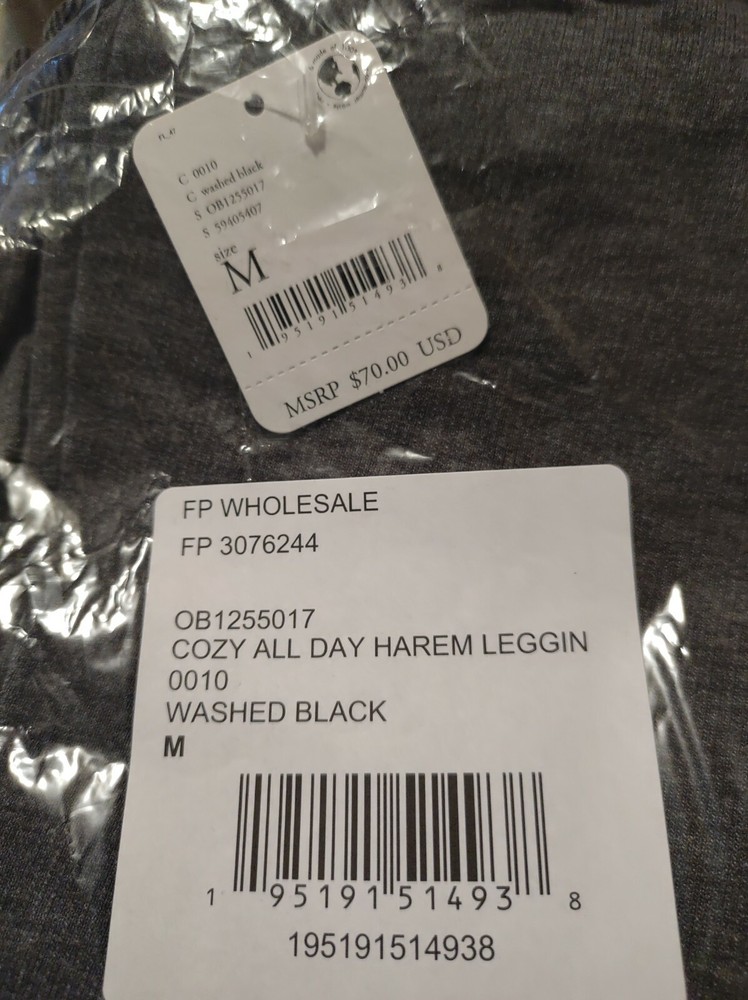 FL_47
C 0010
C washed black
S OB1255017
S 59405407
size
M
1 95191 51493 8
MSRP $70.00 USD
FP WHOLESALE
FP 3076244
OB1255017
COZY ALL DAY HAREM LEGGIN
0010
WASHED BLACK
M
1 95191 51493 8
195191514938